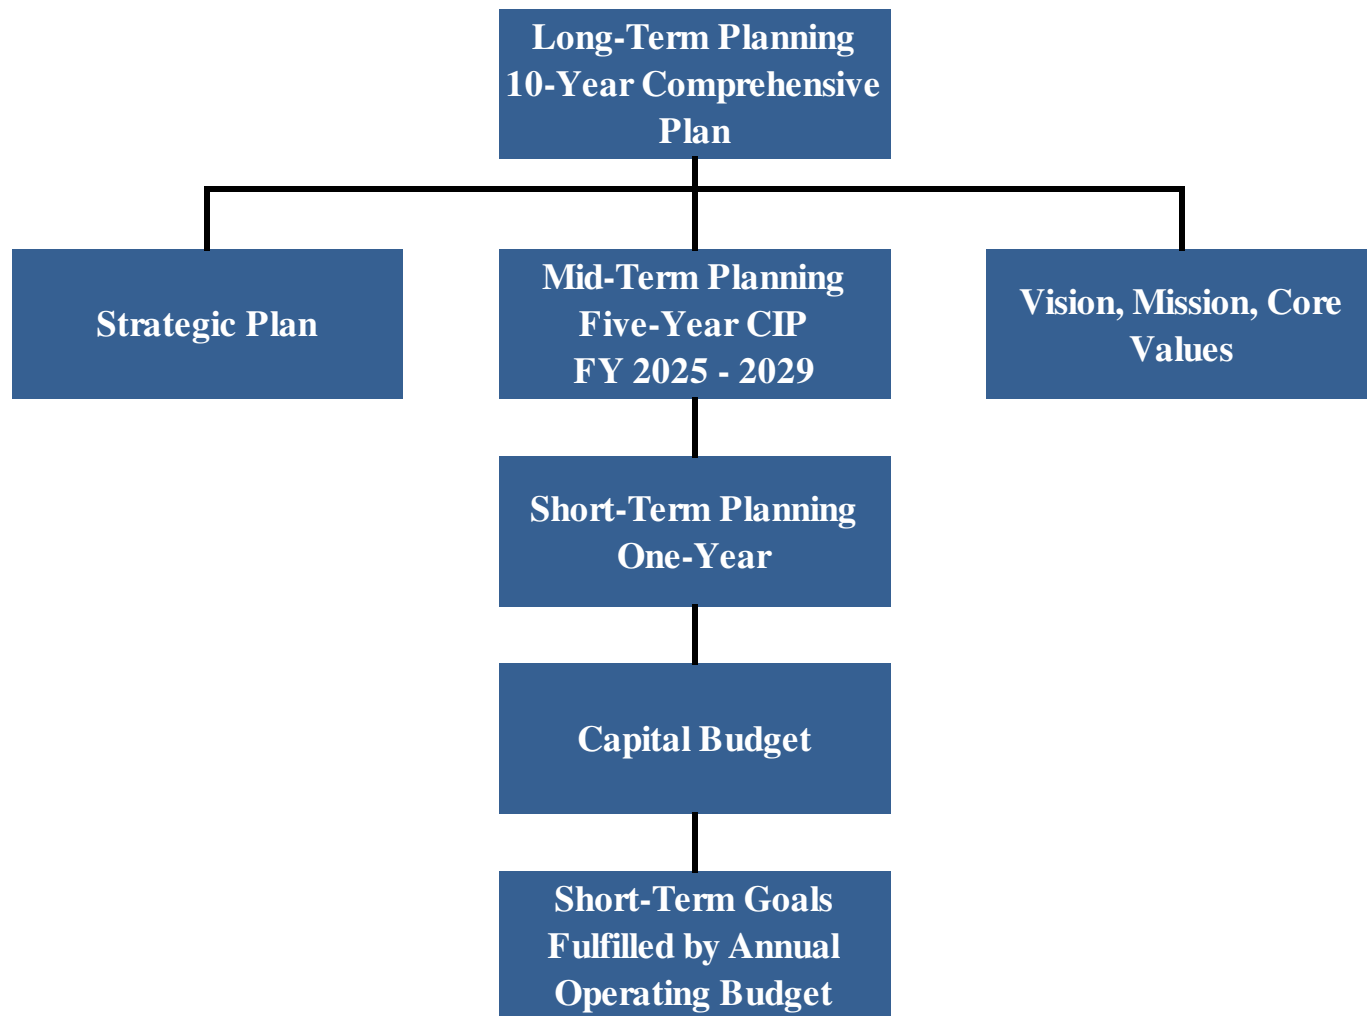 Long-Term Planning
10-Year Comprehensive
Plan
Strategic Plan
Mid-Term Planning
Five-Year CIP
FY 2025 - 2029
Vision, Mission, Core
Values
Short-Term Planning
One-Year
Capital Budget
Short-Term Goals
Fulfilled by Annual
Operating Budget